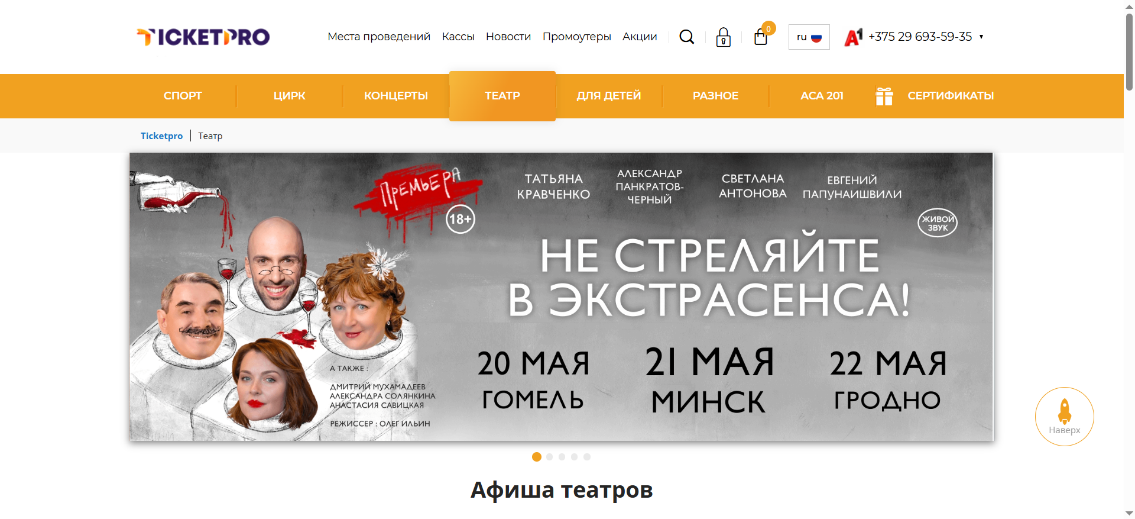 TICKETPRO
Места проведений Кассы Новости Промоутеры Акции
0
ru
A1 +375 29 693-59-35
СПОРТ ЦИРК КОНЦЕРТЫ ТЕАТР ДЛЯ ДЕТЕЙ РАЗНОЕ ACA 201 СЕРТИФИКАТЫ
Ticketpro | Театр
ПРЕМЬЕРА
18+
ТАТЬЯНА
КРАВЧЕНКО
АЛЕКСАНДР
ПАНКРАТОВ-
ЧЕРНЫЙ
СВЕТЛАНА
АНТОНОВА
ЕВГЕНИЙ
ПАПУНАИШВИЛИ
ЖИВОЙ
ЗВУК
НЕ СТРЕЛЯЙТЕ
В ЭКСТРАСЕНСА!
20 МАЯ
ГОМЕЛЬ
21 МАЯ
МИНСК
22 МАЯ
ГРОДНО
А ТАКЖЕ :
ДМИТРИЙ МУХАМАДЕЕВ
АЛЕКСАНДРА СОЛЯНКИНА
АНАСТАСИЯ САВИЦКАЯ
РЕЖИССЕР : ОЛЕГ ИЛЬИН
Наверх
Афиша театров